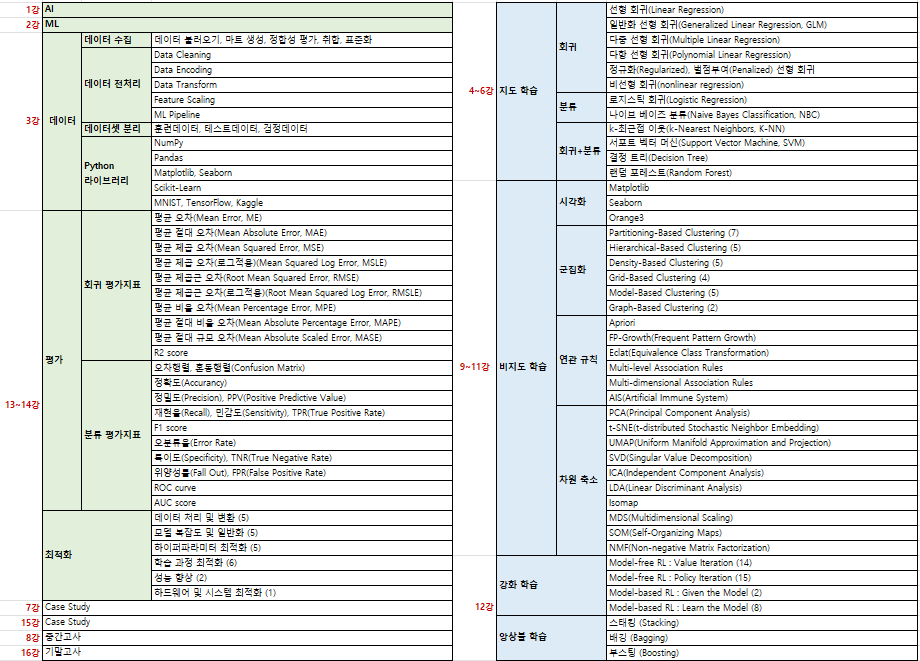 1강 AI
2강 ML
3강 데이터
데이터 수집 데이터 불러오기, 마트 생성, 정합성 평가, 취합, 표준화
데이터 전처리
Data Cleaning
Data Encoding
Data Transform
Feature Scaling
ML Pipeline
데이터셋 분리 훈련데이터, 테스트데이터, 검정데이터
Python
라이브러리
NumPy
Pandas
Matplotlib, Seaborn
Scikit-Learn
MNIST, TensorFlow, Kaggle
13~14강 평가
회귀 평가지표
평균 오차(Mean Error, ME)
평균 절대 오차(Mean Absolute Error, MAE)
평균 제곱 오차(Mean Squared Error, MSE)
평균 제곱 오차(로그적용)(Mean Squared Log Error, MSLE)
평균 제곱근 오차(Root Mean Squared Error, RMSE)
평균 제곱근 오차(로그적용)(Root Mean Squared Log Error, RMSLE)
평균 비율 오차(Mean Percentage Error, MPE)
평균 절대 비율 오차(Mean Absolute Percentage Error, MAPE)
평균 절대 규모 오차(Mean Absolute Scaled Error, MASE)
R2 score
분류 평가지표
오차행렬, 혼동행렬(Confusion Matrix)
정확도(Accurancy)
정밀도(Precision), PPV(Positive Predictive Value)
재현율(Recall), 민감도(Sensitivity), TPR(True Positive Rate)
F1 score
오분류율(Error Rate)
특이도(Specificity), TNR(True Negative Rate)
위양성률(Fall Out), FPR(False Positive Rate)
ROC curve
AUC score
최적화
데이터 처리 및 변환 (5)
모델 복잡도 및 일반화 (5)
하이퍼파라미터 최적화 (5)
학습 과정 최적화 (6)
성능 향상 (2)
하드웨어 및 시스템 최적화 (1)
7강 Case Study
15강 Case Study
8강 중간고사
16강 기말고사
4~6강 지도 학습
회귀
선형 회귀(Linear Regression)
일반화 선형 회귀(Generalized Linear Regression, GLM)
다중 선형 회귀(Multiple Linear Regression)
다항 선형 회귀(Polynomial Linear Regression)
정규화(Regularized), 벌점부여(Penalized) 선형 회귀
비선형 회귀(nonlinear regression)
분류
로지스틱 회귀(Logistic Regression)
나이브 베이즈 분류(Naive Bayes Classification, NBC)
회귀+분류
k-최근접 이웃(k-Nearest Neighbors, K-NN)
서포트 벡터 머신(Support Vector Machine, SVM)
결정 트리(Decision Tree)
랜덤 포레스트(Random Forest)
9~11강 비지도 학습
시각화
Matplotlib
Seaborn
Orange3
군집화
Partitioning-Based Clustering (7)
Hierarchical-Based Clustering (5)
Density-Based Clustering (5)
Grid-Based Clustering (4)
Model-Based Clustering (5)
Graph-Based Clustering (2)
연관 규칙
Apriori
FP-Growth(Frequent Pattern Growth)
Eclat(Equivalence Class Transformation)
Multi-level Association Rules
Multi-dimensional Association Rules
AIS(Artificial Immune System)
차원 축소
PCA(Principal Component Analysis)
t-SNE(t-distributed Stochastic Neighbor Embedding)
UMAP(Uniform Manifold Approximation and Projection)
SVD(Singular Value Decomposition)
ICA(Independent Component Analysis)
LDA(Linear Discriminant Analysis)
Isomap
MDS(Multidimensional Scaling)
SOM(Self-Organizing Maps)
NMF(Non-negative Matrix Factorization)
12강
강화 학습
Model-free RL : Value Iteration (14)
Model-free RL : Policy Iteration (15)
Model-based RL : Given the Model (2)
Model-based RL : Learn the Model (8)
앙상블 학습
스태킹 (Stacking)
배깅 (Bagging)
부스팅 (Boosting)